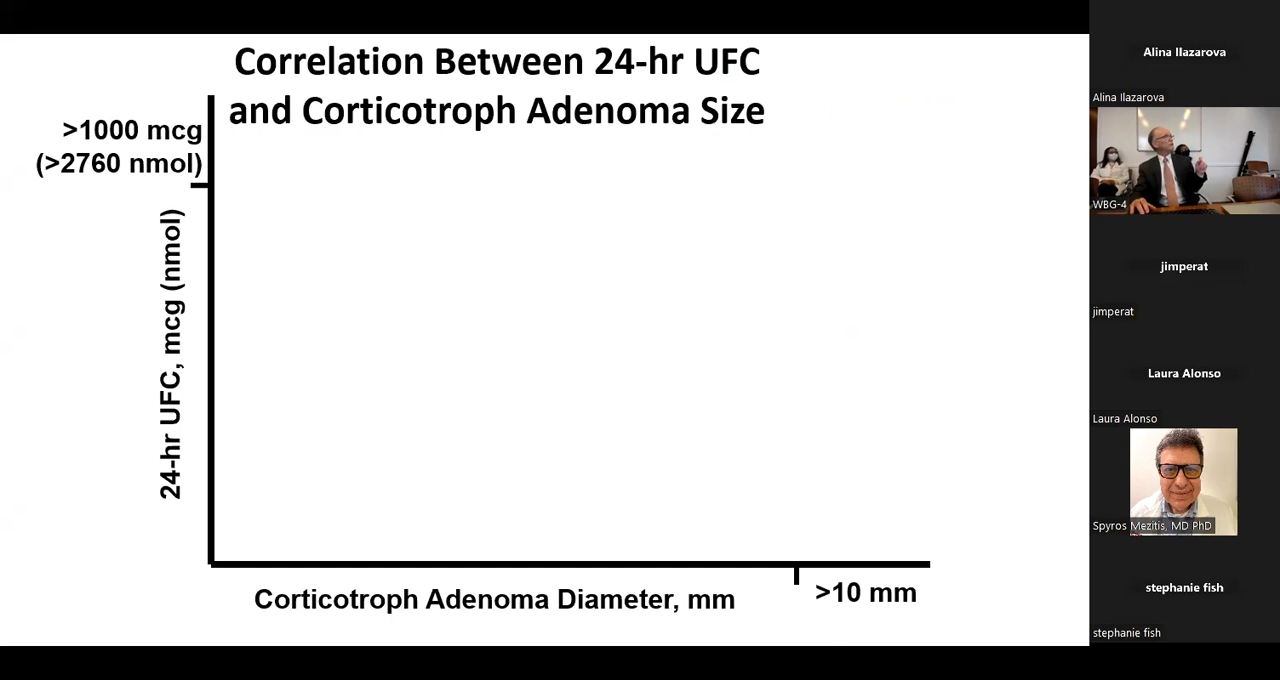 Correlation Between 24-hr UFC
and Corticotroph Adenoma Size
>1000 mcg
(>2760 nmol)
24-hr UFC, mcg (nmol)
Corticotroph Adenoma Diameter, mm
>10 mm
Alina Ilazarova
Alina Ilazarova
WBG-4
jimperat
jimperat
Laura Alonso
Laura Alonso
Spyros Mezitis, MD PhD
stephanie fish
stephanie fish